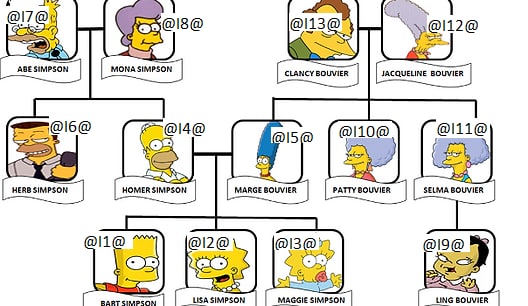 @I7@ @I8@ @I13@ @I12@
ABE SIMPSON MONA SIMPSON CLANCY BOUVIER JACQUELINE BOUVIER
@I6@ @I4@ @I5@ @I10@ @I11@
HERB SIMPSON HOMER SIMPSON MARGE BOUVIER PATTY BOUVIER SELMA BOUVIER
@I1@ @I2@ @I3@ @I9@
BART SIMPSON LISA SIMPSON MAGGIE SIMPSON LING BOUVIER